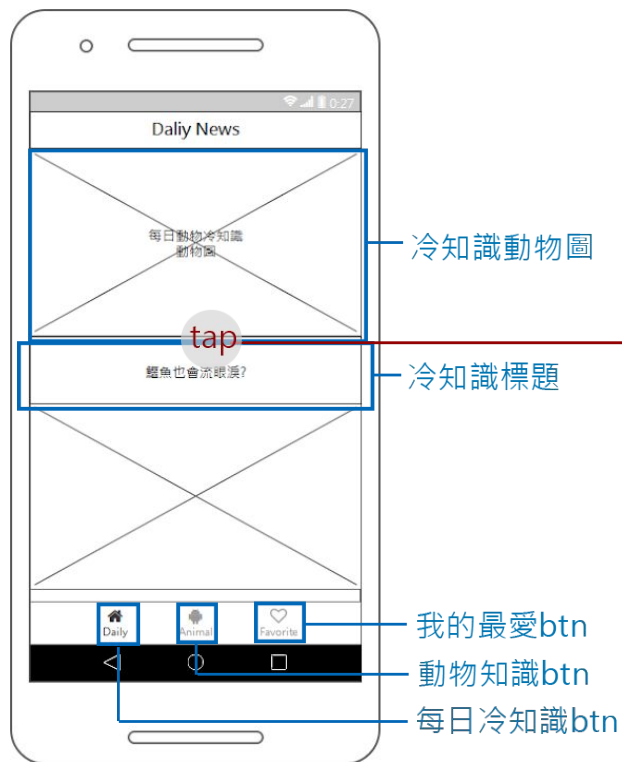 0:27
Daliy News
每日動物冷知識
動物圖
冷知識動物圖
tap
鱷魚也會流眼淚?
冷知識標題
Daily
Animal
Favorite
我的最愛btn
動物知識btn
每日冷知識btn